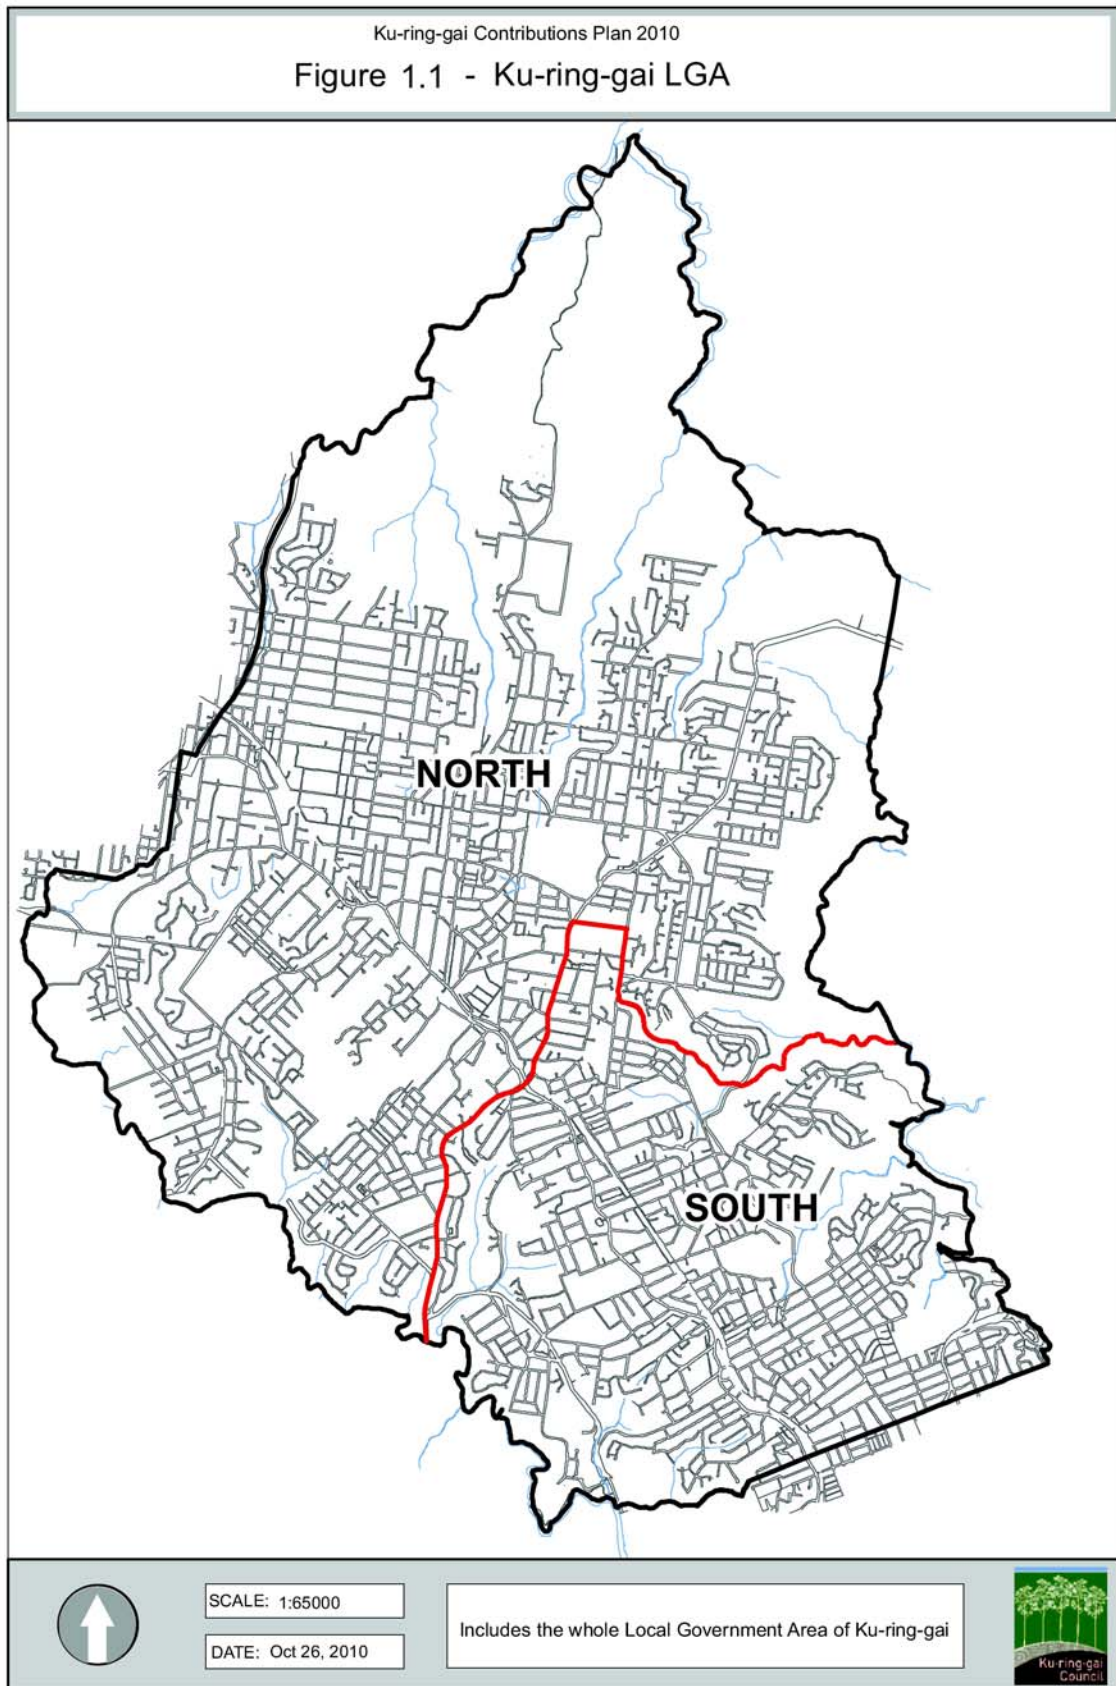 Ku-ring-gai Contributions Plan 2010
Figure 1.1 - Ku-ring-gai LGA
NORTH
SOUTH
SCALE: 1:65000
DATE: Oct 26, 2010
Includes the whole Local Government Area of Ku-ring-gai
Ku-ring-gai
Council